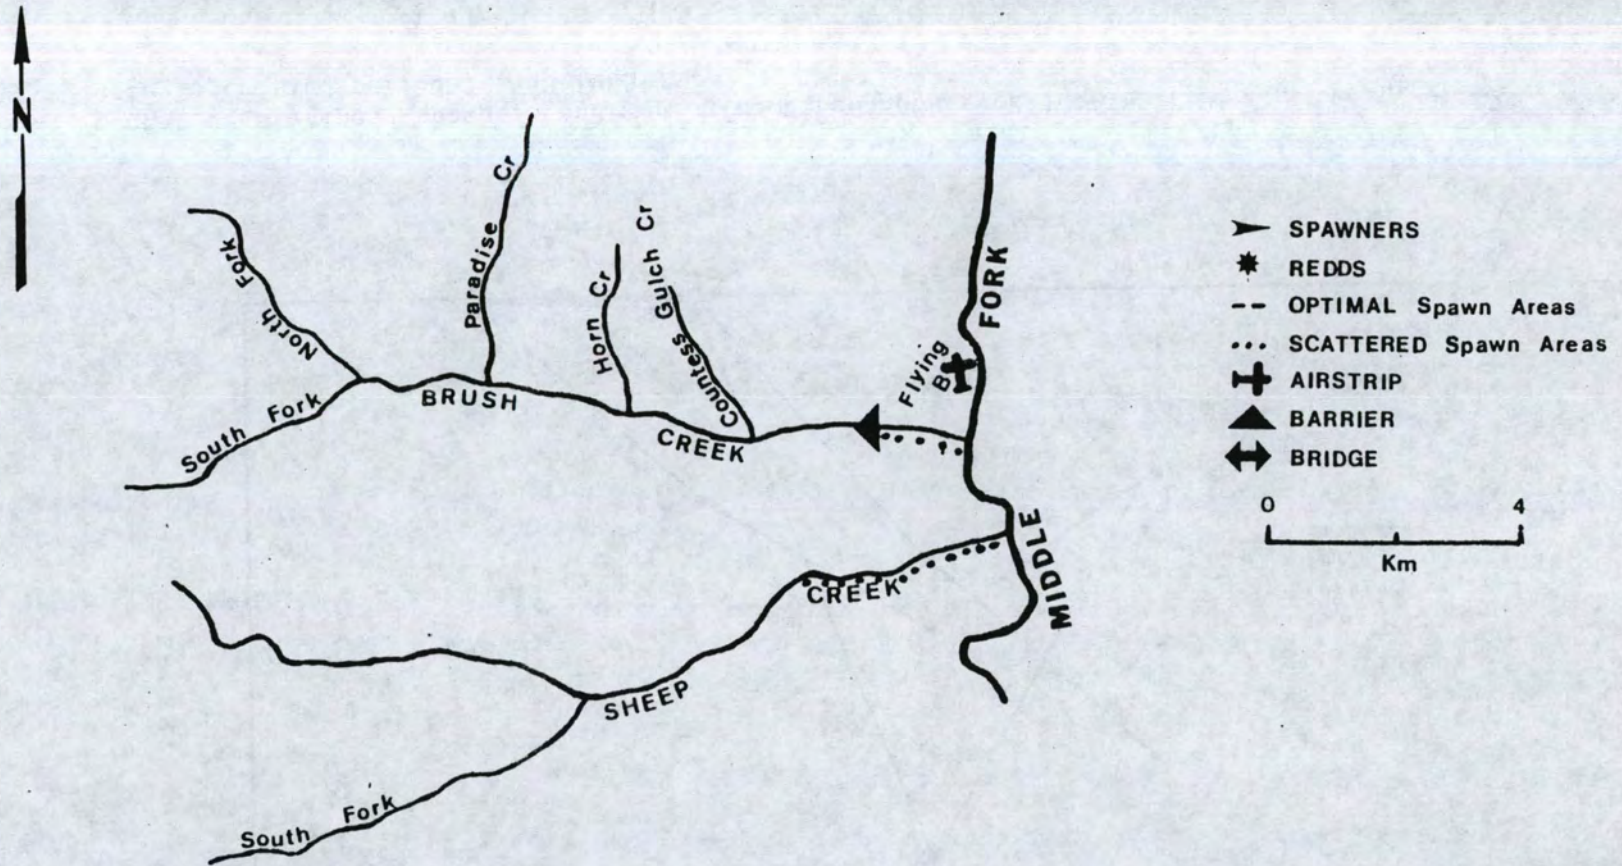 N
North Fork
South Fork
BRUSH CREEK
Paradise Cr
Horn Cr
Countess Gulch Cr
Flying B
MIDDLE FORK
SHEEP CREEK
South Fork
SPAWNERS
REDDS
OPTIMAL Spawn Areas
SCATTERED Spawn Areas
AIRSTRIP
BARRIER
BRIDGE
0 4
Km